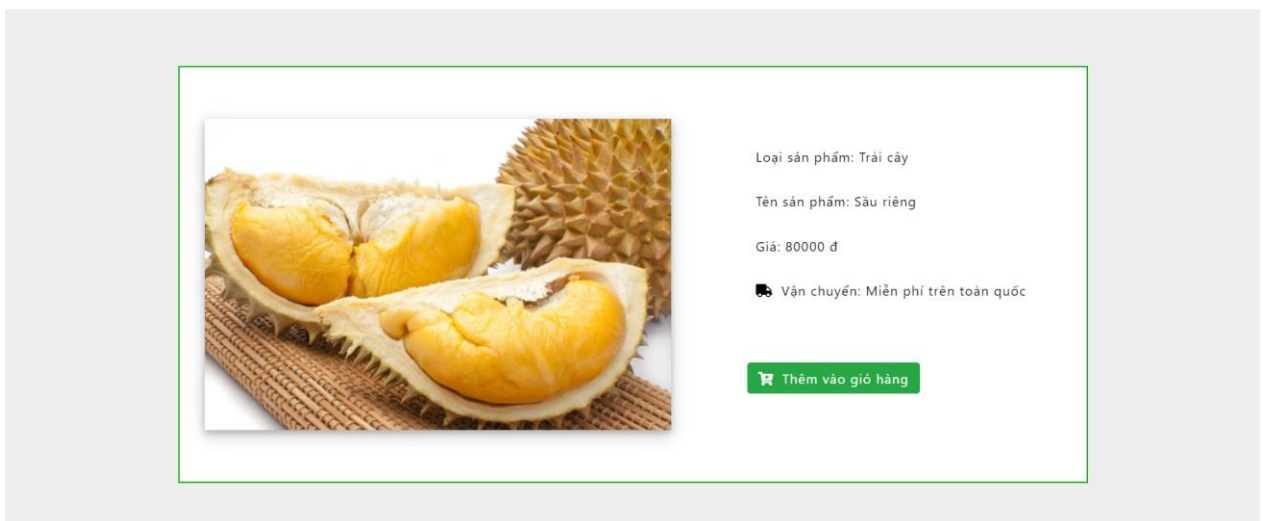 Loại sản phẩm: Trái cây
Tên sản phẩm: Sầu riêng
Giá: 80000 đ
Vận chuyển: Miễn phí trên toàn quốc
Thêm vào giỏ hàng